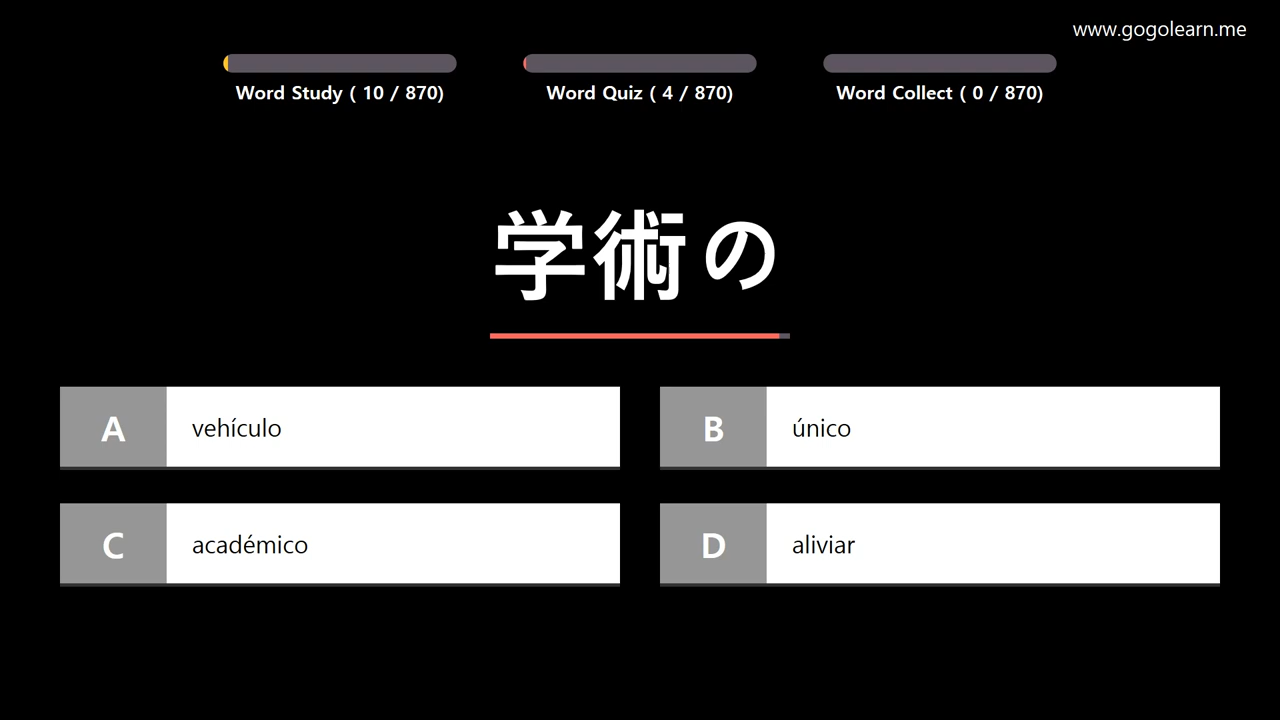 www.gogolearn.me
Word Study ( 10 / 870)
Word Quiz ( 4 / 870)
Word Collect ( 0 / 870)
学術の
A vehículo
B único
C académico
D aliviar